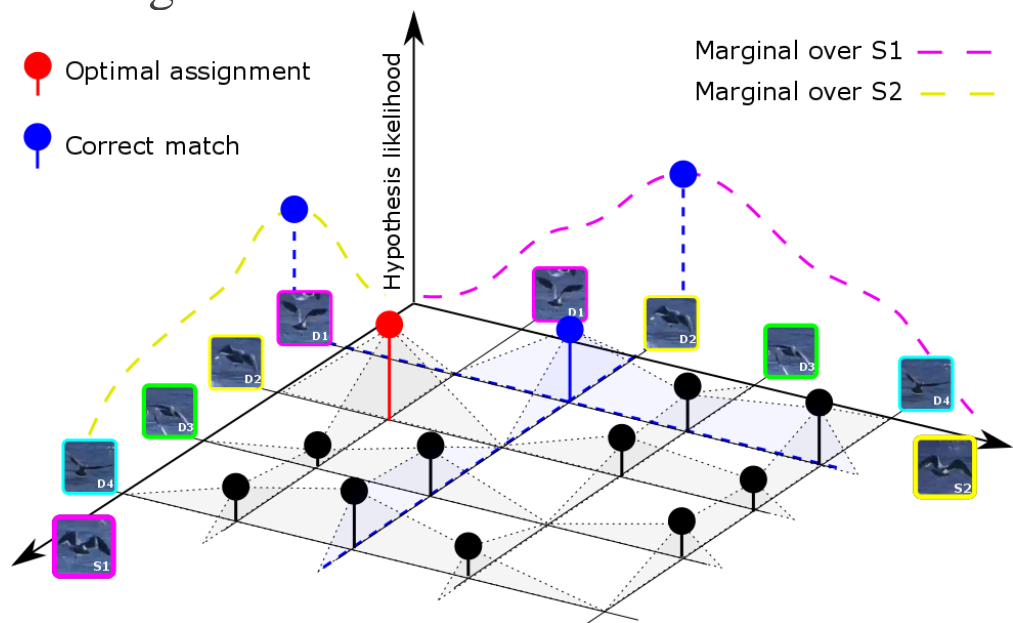 Optimal assignment
Correct match
Hypothesis likelihood
Marginal over S1
Marginal over S2
D1
D2
D3
D4
S1
D1
D2
D3
D4
S2